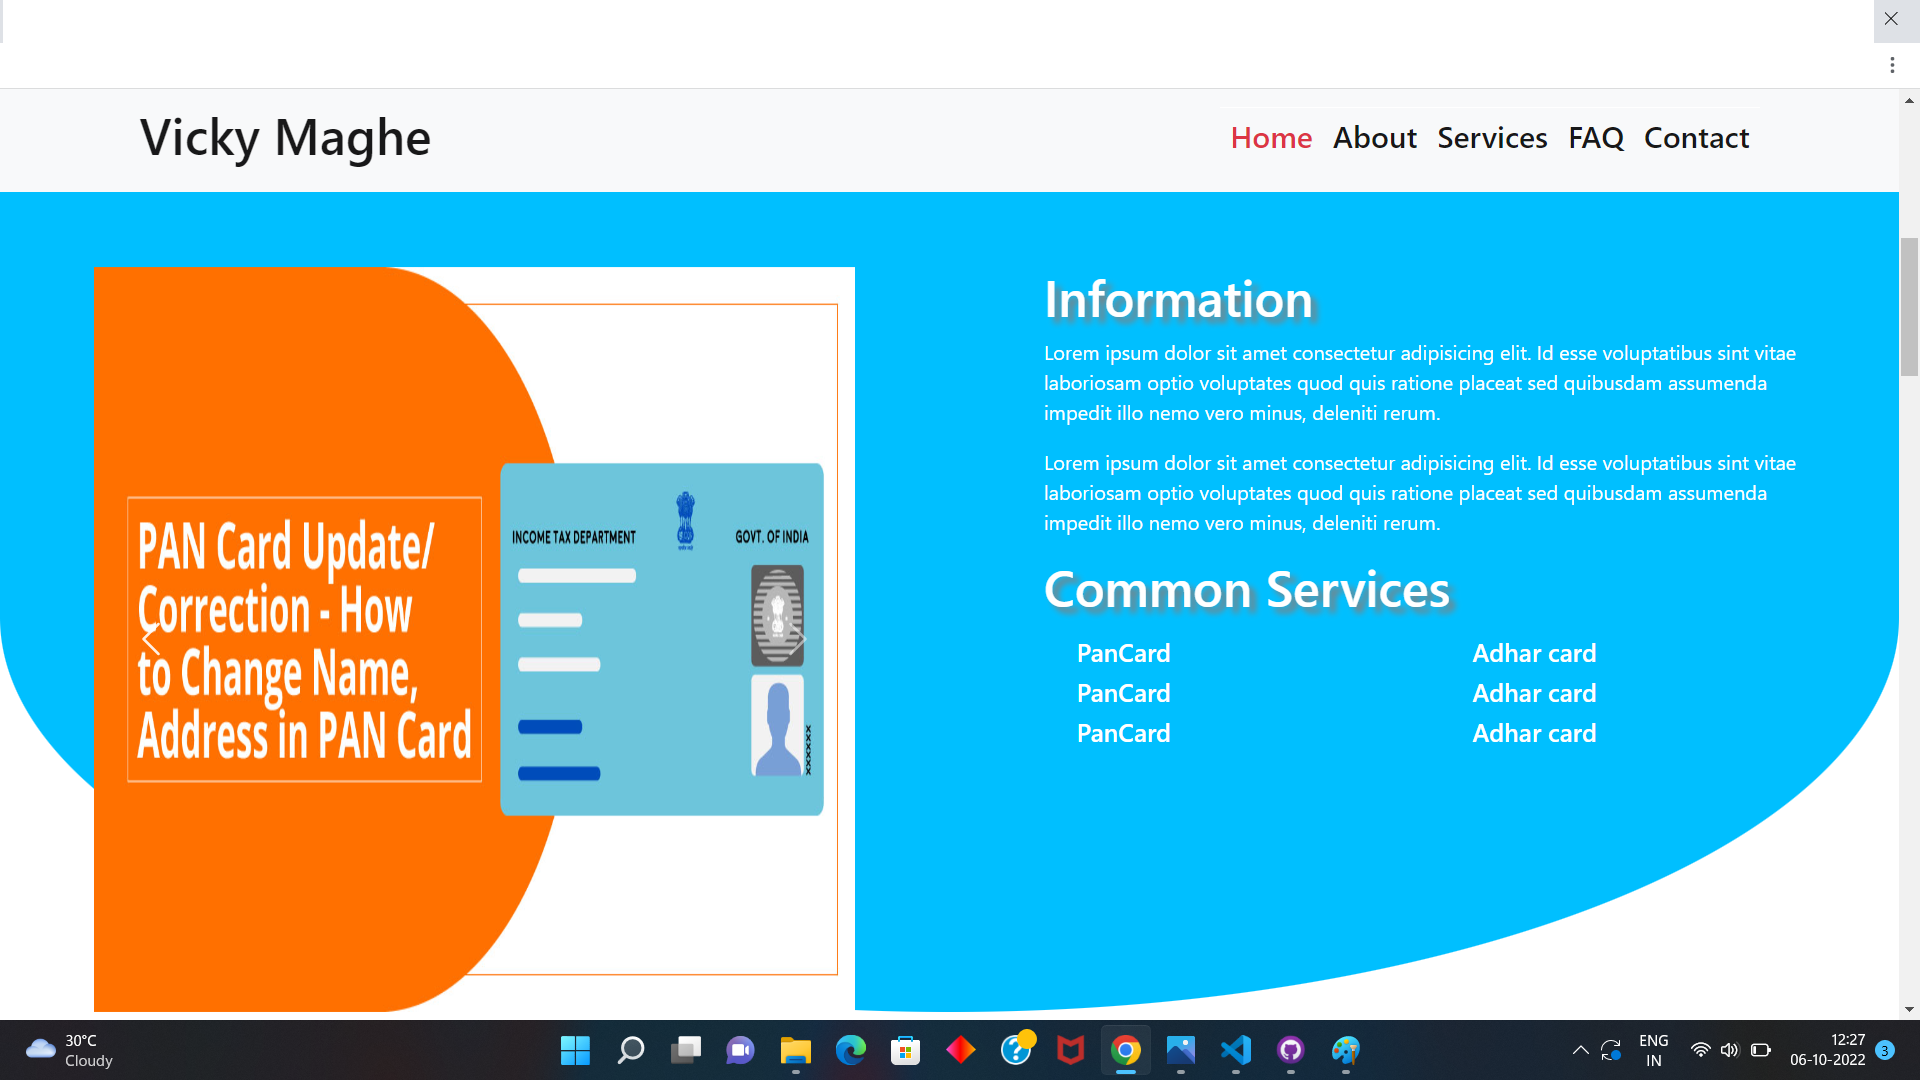 Vicky Maghe
Home About Services FAQ Contact
PAN Card Update/
Correction - How
to Change Name,
Address in PAN Card
INCOME TAX DEPARTMENT
GOVT. OF INDIA
XXXXXXX
Information
Lorem ipsum dolor sit amet consectetur adipisicing elit. Id esse voluptatibus sint vitae
laboriosam optio voluptates quod quis ratione placeat sed quibusdam assumenda
impedit illo nemo vero minus, deleniti rerum.
Lorem ipsum dolor sit amet consectetur adipisicing elit. Id esse voluptatibus sint vitae
laboriosam optio voluptates quod quis ratione placeat sed quibusdam assumenda
impedit illo nemo vero minus, deleniti rerum.
Common Services
PanCard Adhar card
PanCard Adhar card
PanCard Adhar card
30°C
Cloudy
ENG
IN
12:27
06-10-2022
3